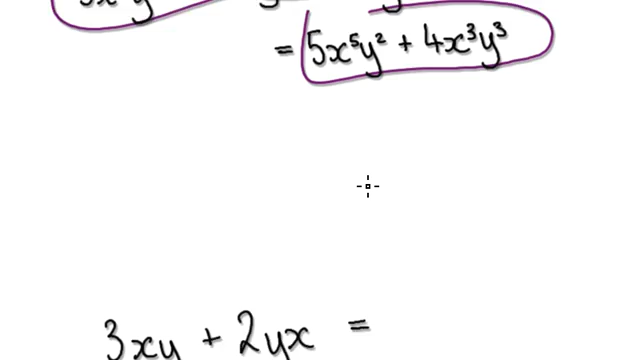 = 5x⁵y² + 4x³y³
3xy + 2yx =